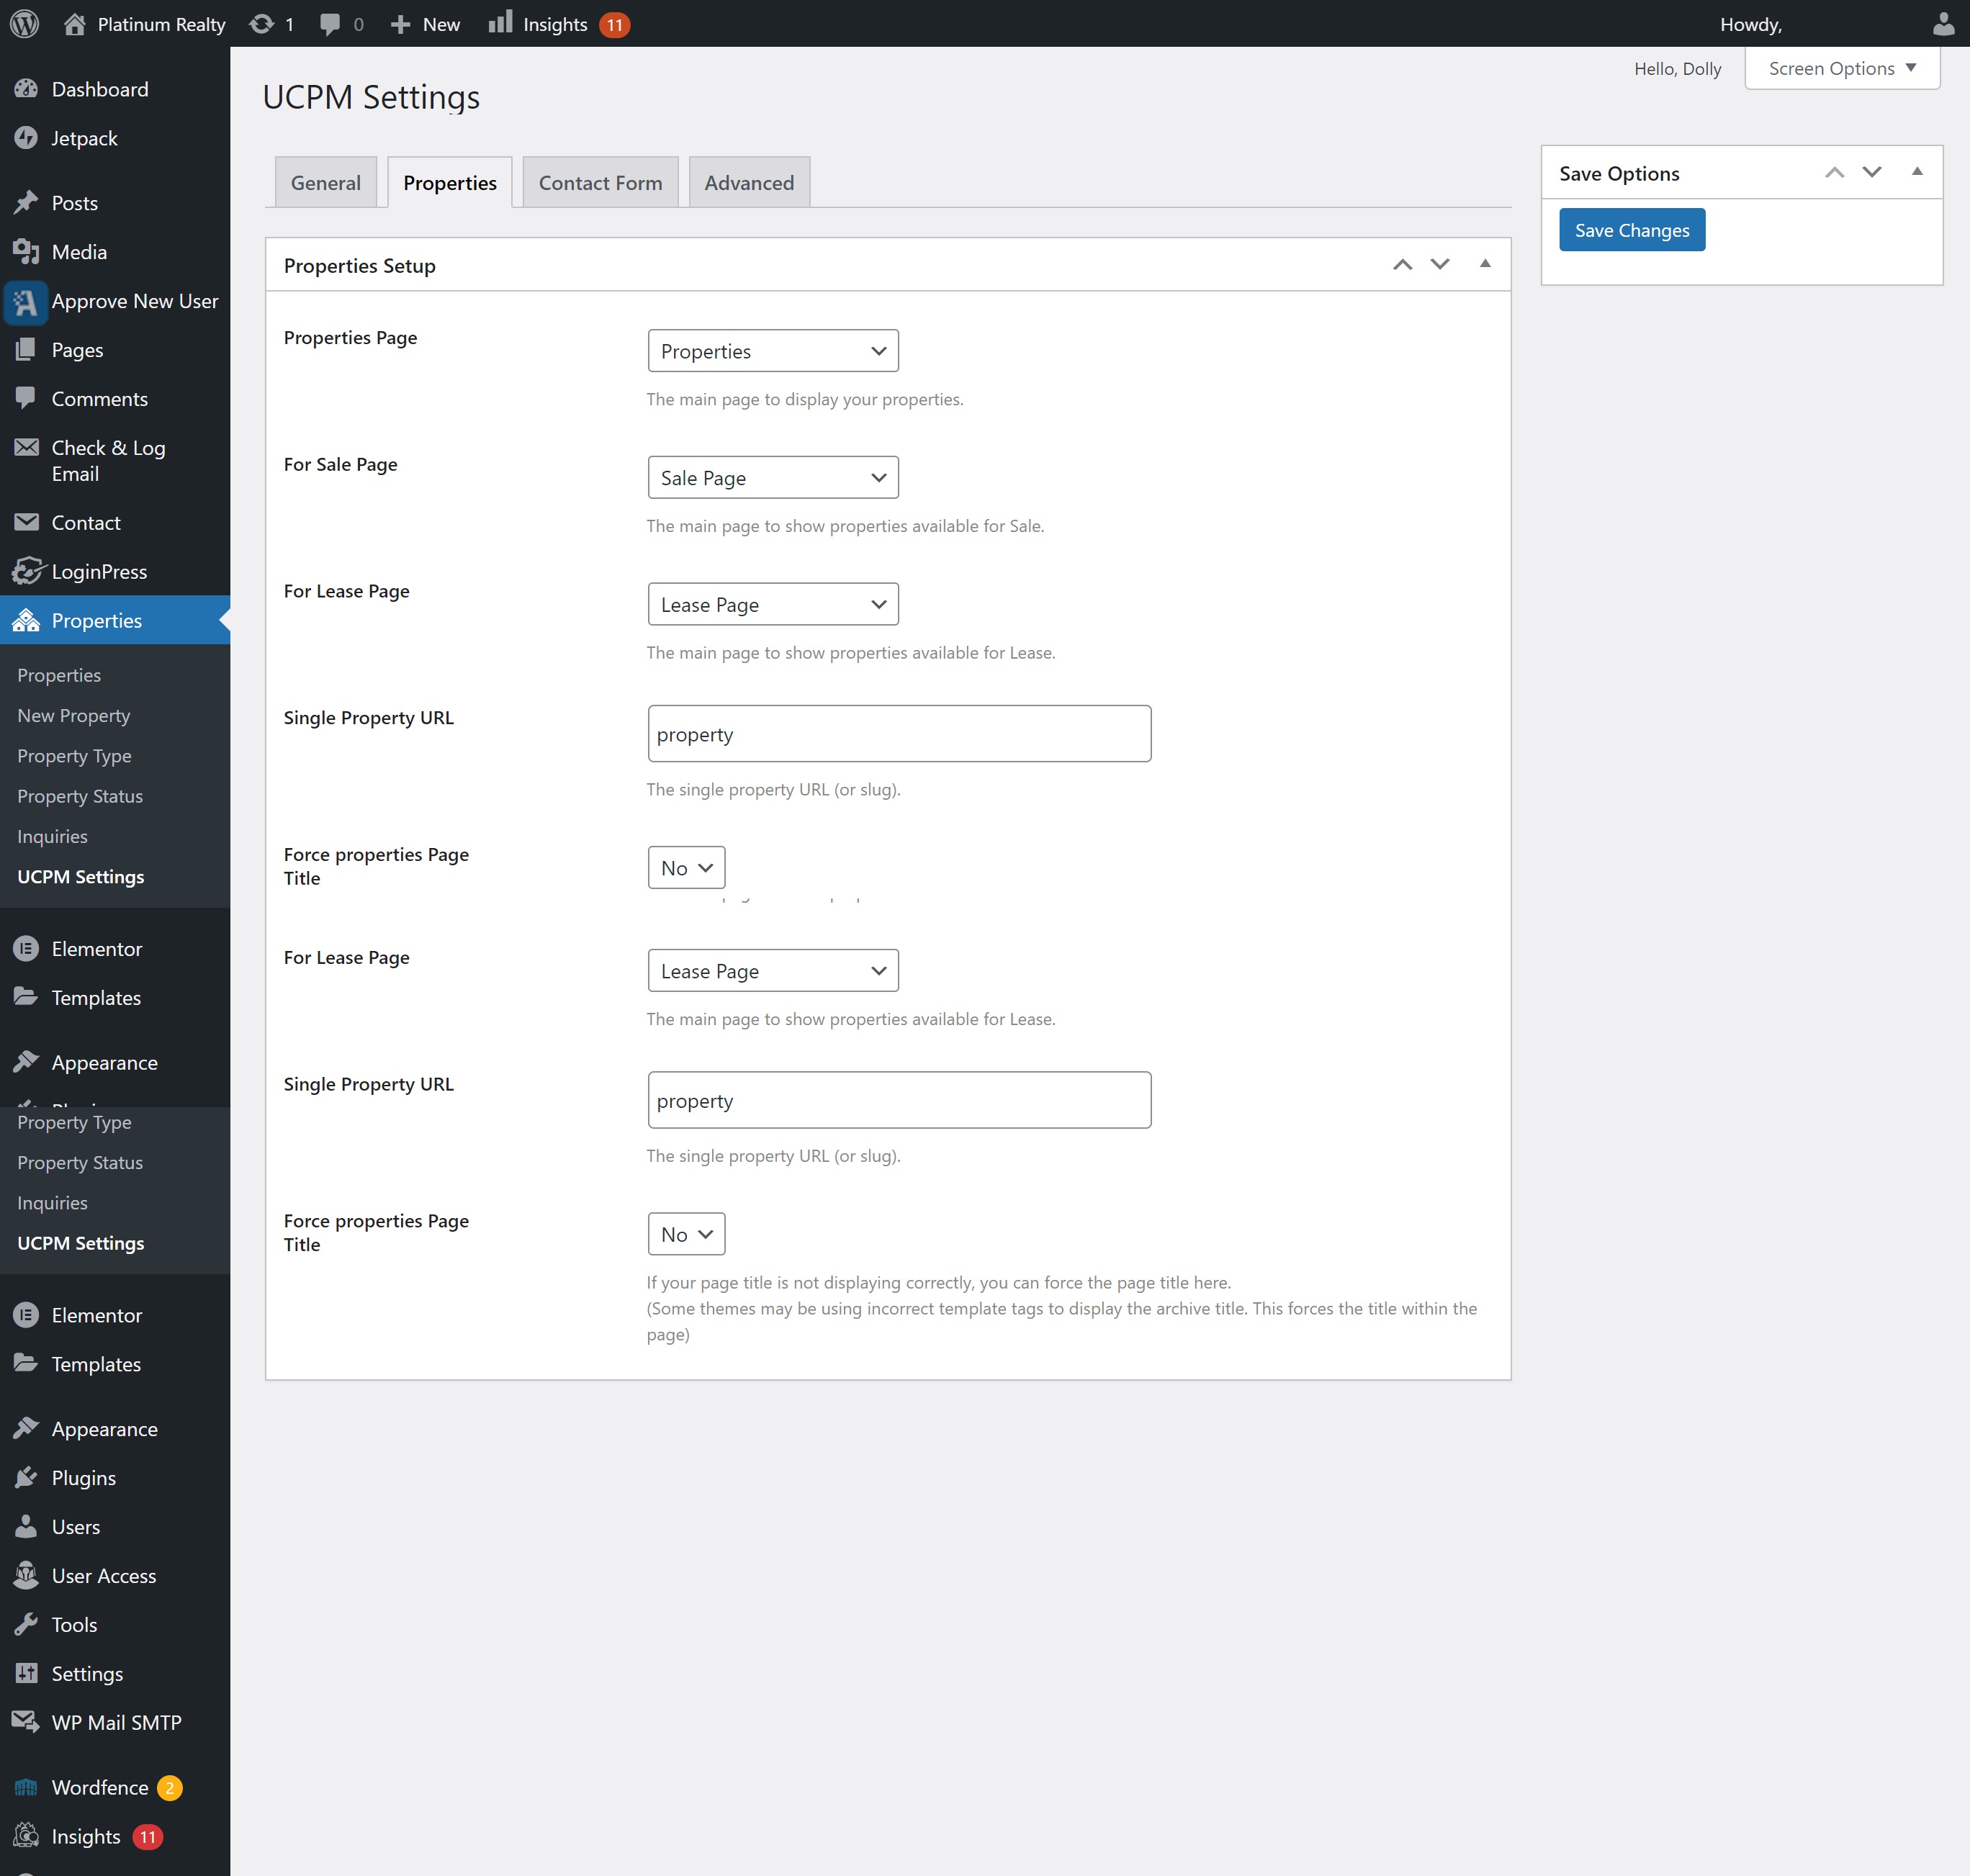 Platinum Realty 1 0 New Insights 11 Howdy,
Dashboard
Jetpack
Posts
Media
Approve New User
Pages
Comments
Check & Log
Email
Contact
LoginPress
Properties
Properties
New Property
Property Type
Property Status
Inquiries
UCPM Settings
Elementor
Templates
Appearance
Property Type
Property Status
Inquiries
UCPM Settings
Elementor
Templates
Appearance
Plugins
Users
User Access
Tools
Settings
WP Mail SMTP
Wordfence 2
Insights 11
Hello, Dolly
Screen Options
UCPM Settings
General Properties Contact Form Advanced
Properties Setup
Properties Page
Properties
The main page to display your properties.
For Sale Page
Sale Page
The main page to show properties available for Sale.
For Lease Page
Lease Page
The main page to show properties available for Lease.
Single Property URL
property
The single property URL (or slug).
Force properties Page
Title
No
For Lease Page
Lease Page
The main page to show properties available for Lease.
Single Property URL
property
The single property URL (or slug).
Force properties Page
Title
No
If your page title is not displaying correctly, you can force the page title here.
(Some themes may be using incorrect template tags to display the archive title. This forces the title within the
page)
Save Options
Save Changes